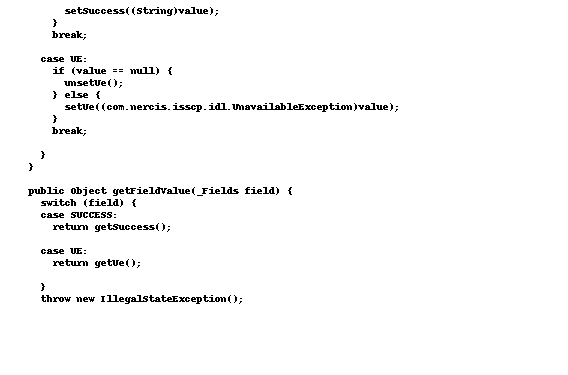 setSuccess((String)value);
}
break;
case UE:
if (value == null) {
unsetUe();
} else {
setUe((com.nercis.isscp.idl.UnavailableException)value);
}
break;
}
}
public Object getFieldValue(_Fields field) {
switch (field) {
case SUCCESS:
return getSuccess();
case UE:
return getUe();
}
throw new IllegalStateException();